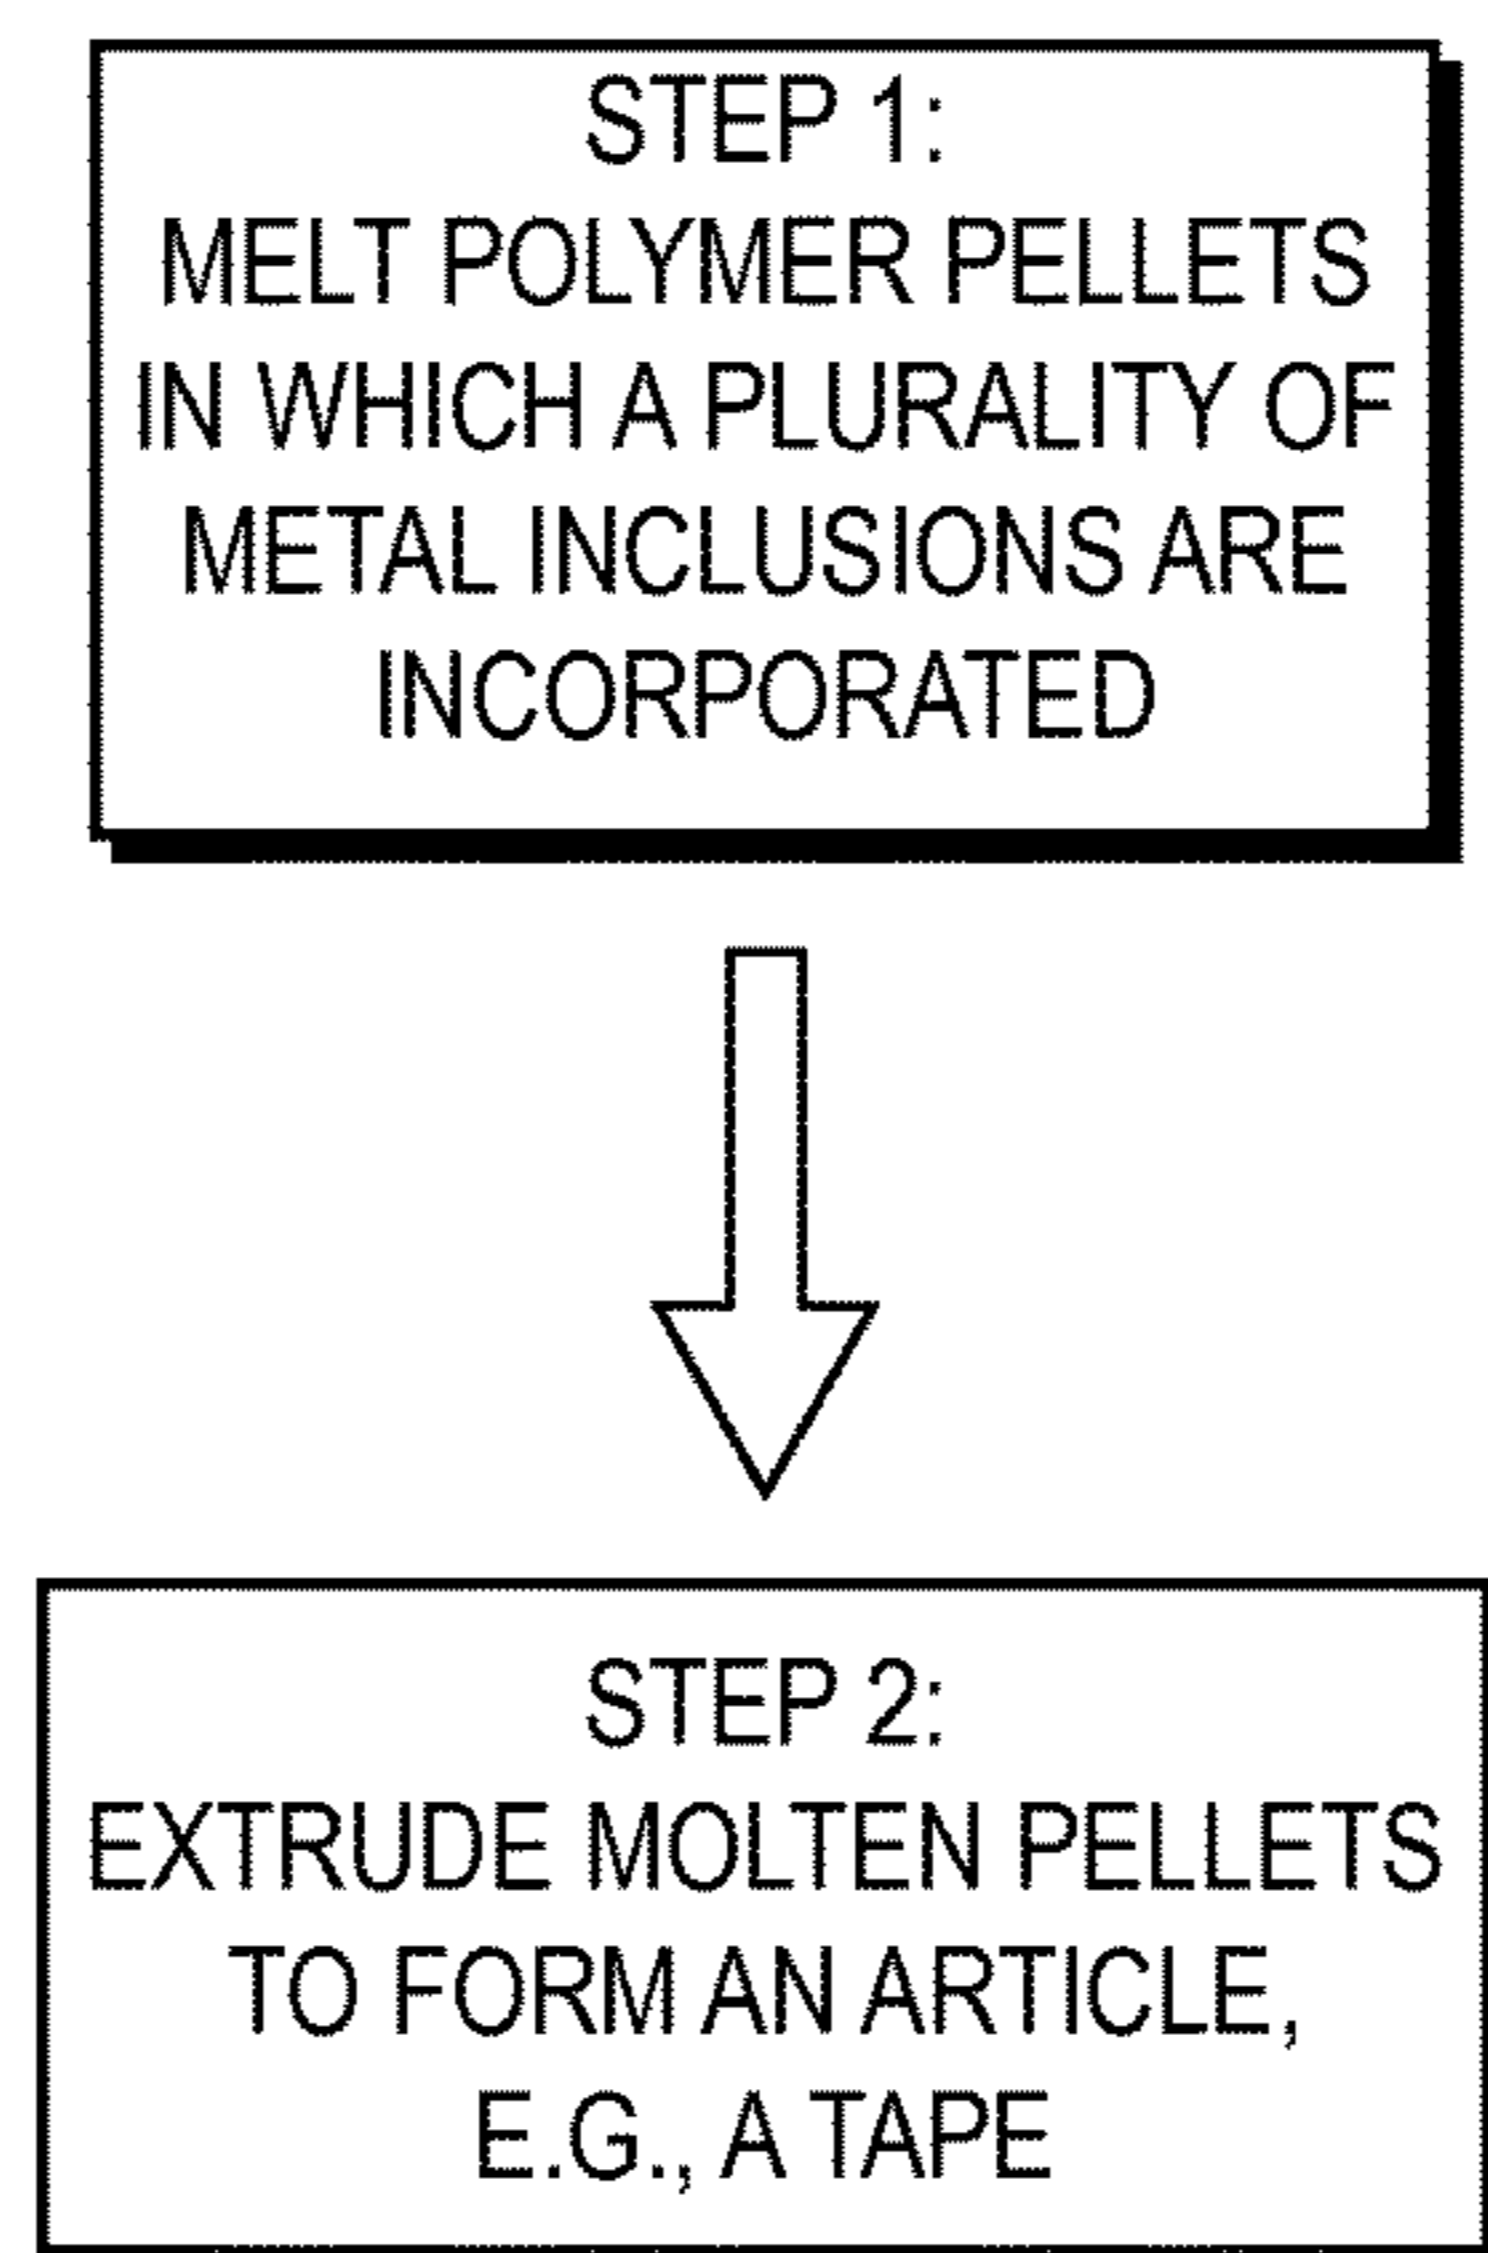 STEP 1:
MELT POLYMER PELLETS
IN WHICH A PLURALITY OF
METAL INCLUSIONS ARE
INCORPORATED
STEP 2:
EXTRUDE MOLTEN PELLETS
TO FORM AN ARTICLE,
E.G., A TAPE